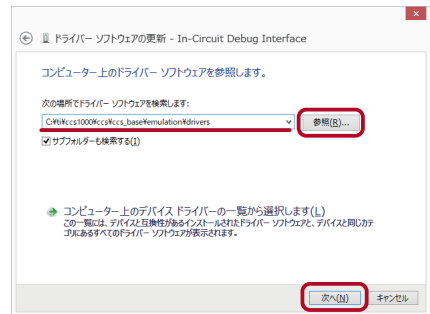 ドライバー ソフトウェアの更新 - In-Circuit Debug Interface
コンピューター上のドライバー ソフトウェアを参照します。
次の場所でドライバー ソフトウェアを検索します:
C:¥ti¥ccs1000¥ccs¥ccs_base¥emulation¥drivers
参照(R)...
サブフォルダーも検索する(I)
コンピューター上のデバイス ドライバーの一覧から選択します(L)
この一覧には、デバイスと互換性があるインストールされたドライバー ソフトウェアと、デバイスと同じカテ
ゴリにあるすべてのドライバー ソフトウェアが表示されます。
次へ(N)
キャンセル